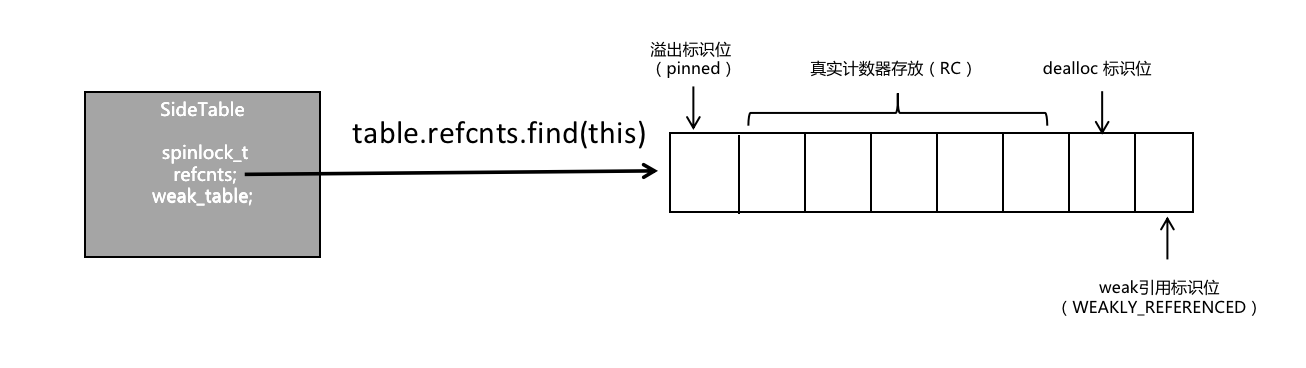 SideTable
spinlock_t
refcnts;
weak_table;
table.refcnts.find(this)
溢出标识位
（pinned）
真实计数器存放（RC）
dealloc 标识位
weak引用标识位
（WEAKLY_REFERENCED）